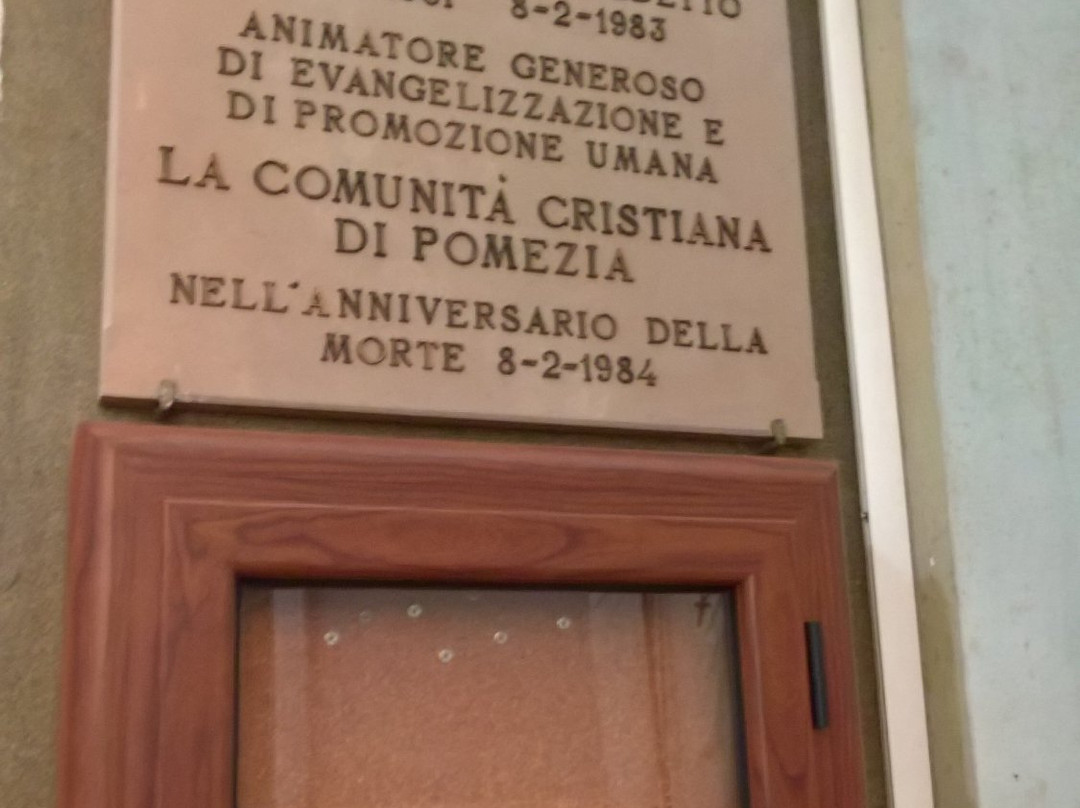 8-2-1983
ANIMATORE GENEROSO
DI EVANGELIZZAZIONE E
DI PROMOZIONE UMANA
LA COMUNITÀ CRISTIANA
DI POMEZIA
NELL'ANNIVERSARIO DELLA
MORTE 8-2-1984